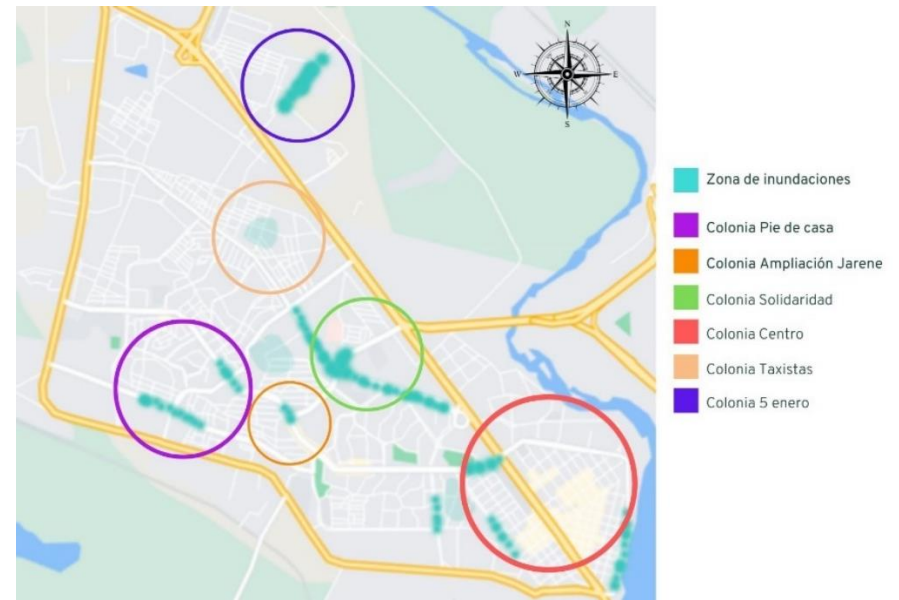 N
W
E
S
Zona de inundaciones
Colonia Pie de casa
Colonia Ampliación Jarene
Colonia Solidaridad
Colonia Centro
Colonia Taxistas
Colonia 5 enero